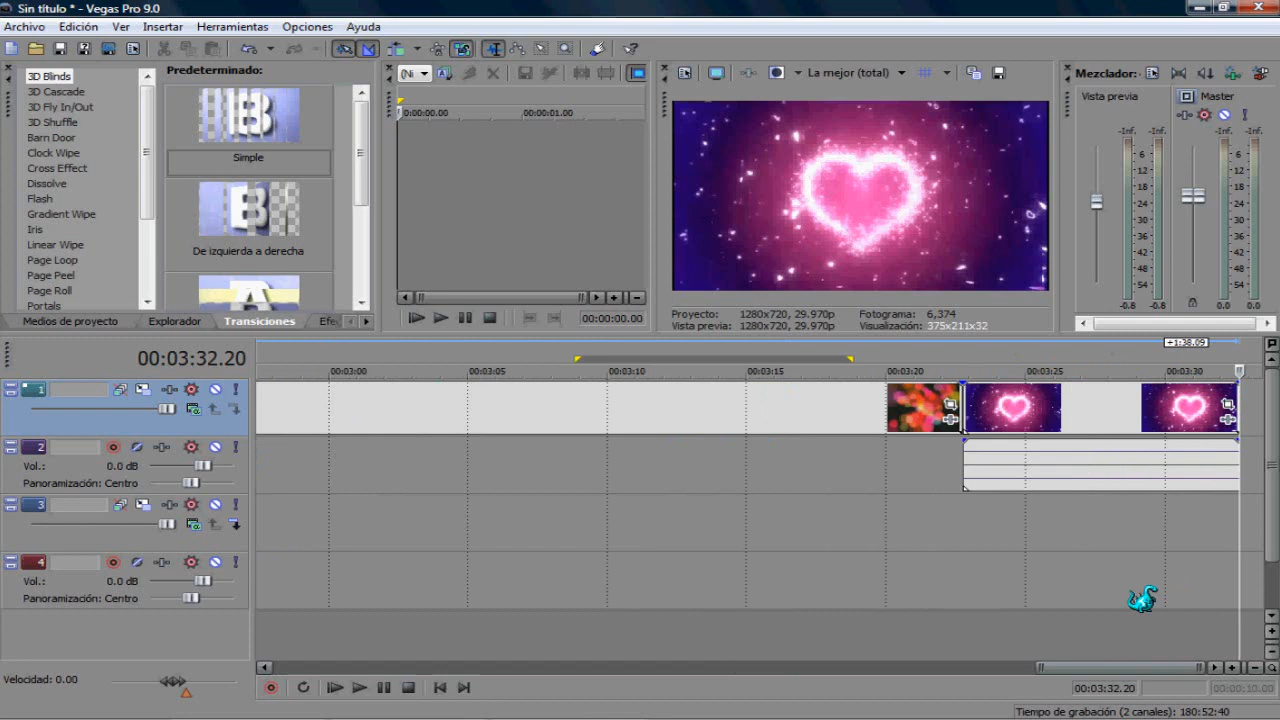 Sin título * - Vegas Pro 9.0
Archivo Edición Ver Insertar Herramientas Opciones Ayuda
3D Blinds
3D Cascade
3D Fly In/Out
3D Shuffle
Barn Door
Clock Wipe
Cross Effect
Dissolve
Flash
Gradient Wipe
Iris
Linear Wipe
Page Loop
Page Peel
Page Roll
Portals
Predeterminado:
Simple
De izquierda a derecha
Medios de proyecto Explorador Transiciones Efe
(Ni
0:00:00.00 00:00:01.00
00:00:00.00
La mejor (total)
Proyecto: 1280x720, 29.970p Fotograma: 6,374
Vista previa: 1280x720, 29.970p Visualización: 375x211x32
Mezclador:
Vista previa Master
-Inf. -Inf. -Inf. -Inf.
6 6
12 12
18 18
24 24
30 30
36 36
42 42
48 48
54 54
-0.8 -0.8 0.0 0.0
00:03:32.20
+1:38.09
00:03:00 00:03:05 00:03:10 00:03:15 00:03:20 00:03:25 00:03:30
1
2
Vol.: 0.0 dB
Panoramización: Centro
3
4
Vol.: 0.0 dB
Panoramización: Centro
Velocidad: 0.00
00:03:32.20 00:00:10.00
Tiempo de grabación (2 canales): 180:52:40